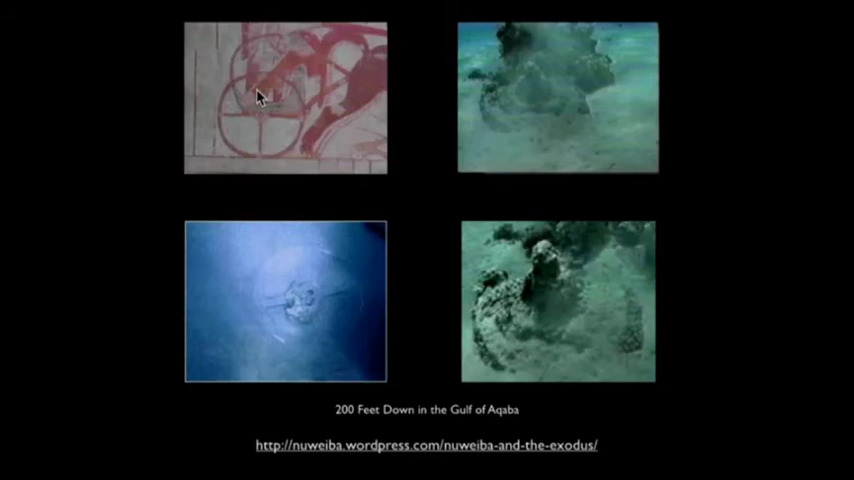 200 Feet Down in the Gulf of Aqaba
http://nuweiba.wordpress.com/nuweiba-and-the-exodus/